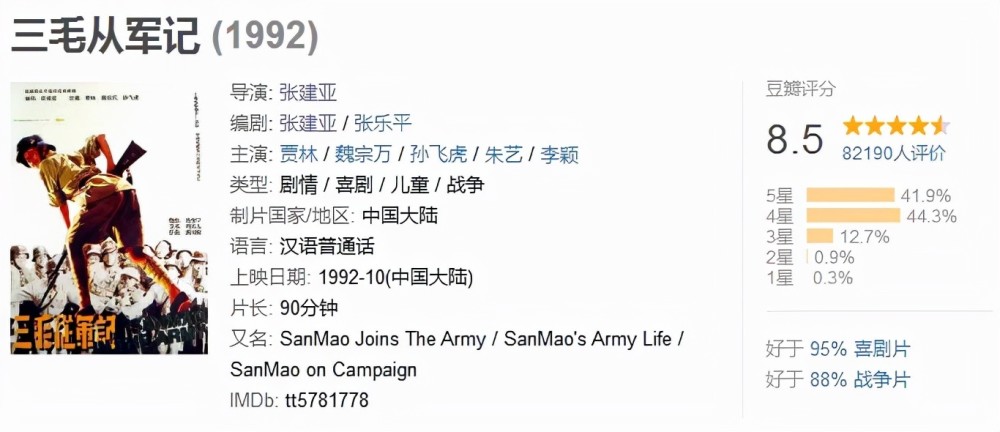 三毛从军记 (1992)
三毛從軍記
导演: 张建亚
编剧: 张建亚 / 张乐平
主演: 贾林 / 魏宗万 / 孙飞虎 / 朱艺 / 李颖
类型: 剧情 / 喜剧 / 儿童 / 战争
制片国家/地区: 中国大陆
语言: 汉语普通话
上映日期: 1992-10(中国大陆)
片长: 90分钟
又名: SanMao Joins The Army / SanMao's Army Life /
SanMao on Campaign
IMDb: tt5781778
豆瓣评分
8.5
82190人评价
5星 41.9%
4星 44.3%
3星 12.7%
2星 0.9%
1星 0.3%
好于 95% 喜剧片
好于 88% 战争片